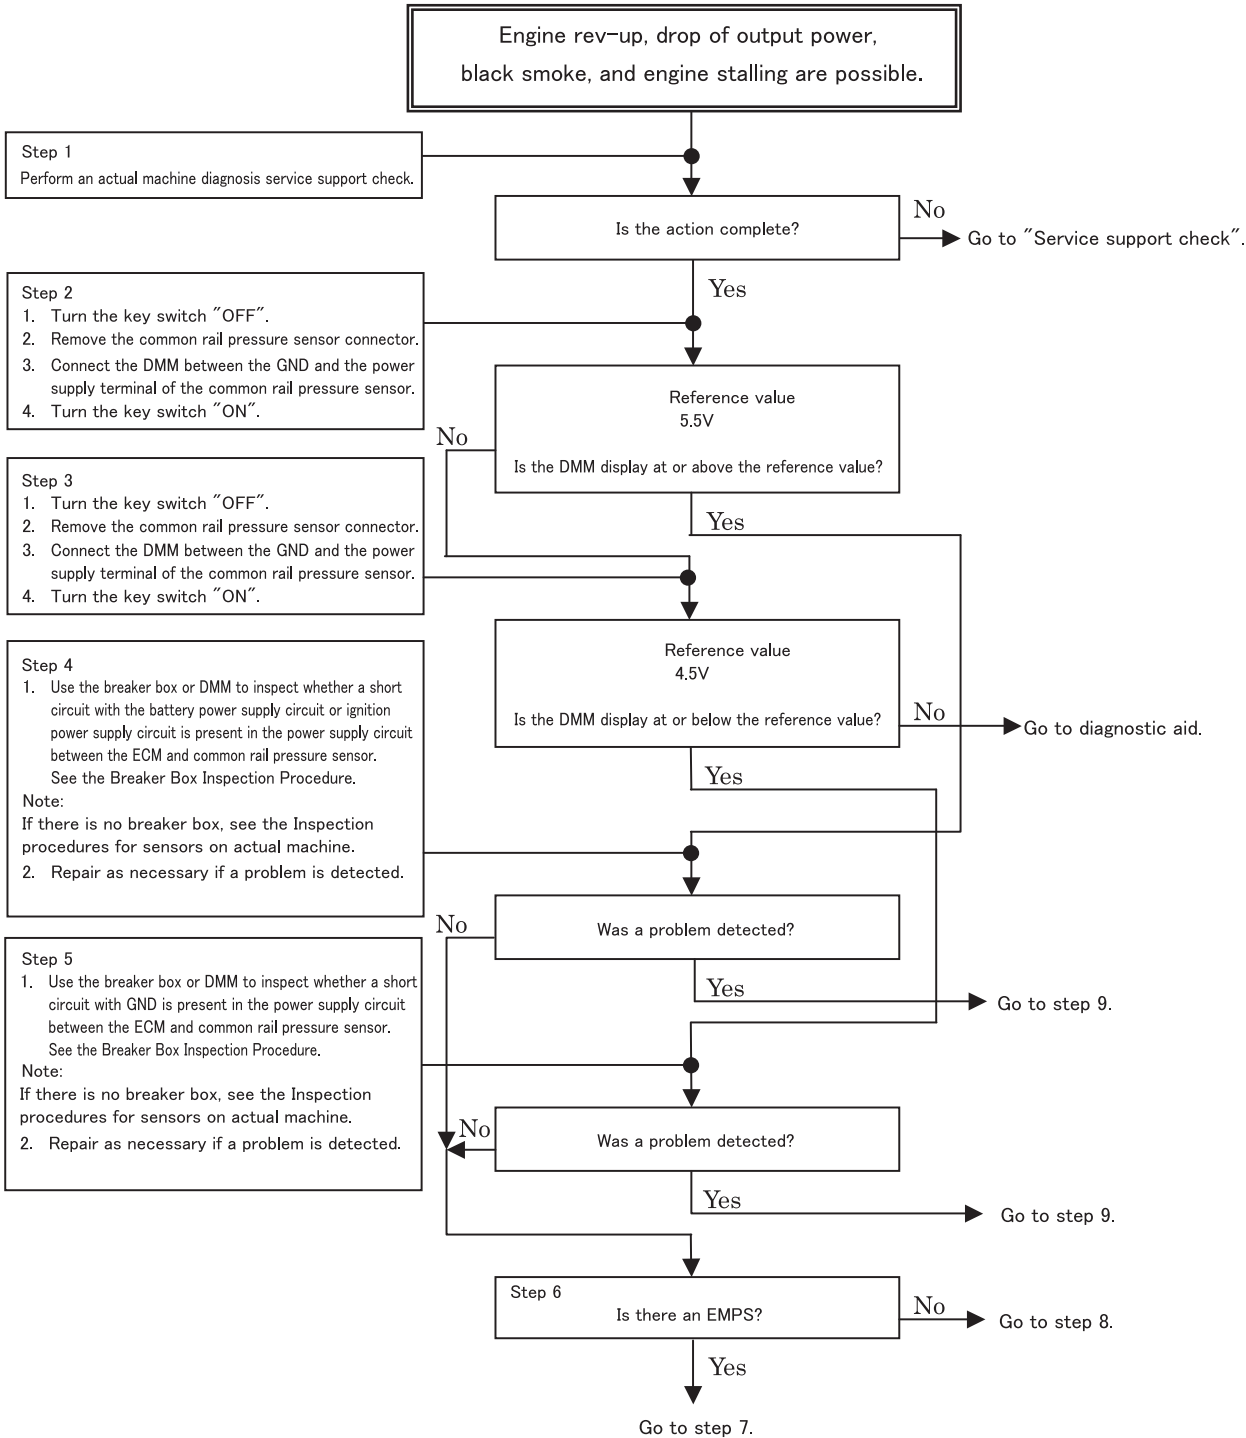 Engine rev-up, drop of output power,
black smoke, and engine stalling are possible.
Step 1
Perform an actual machine diagnosis service support check.
Is the action complete?
No
Go to "Service support check".
Yes
Step 2
1. Turn the key switch "OFF".
2. Remove the common rail pressure sensor connector.
3. Connect the DMM between the GND and the power
supply terminal of the common rail pressure sensor.
4. Turn the key switch "ON".
Reference value
5.5V
Is the DMM display at or above the reference value?
No
Yes
Step 3
1. Turn the key switch "OFF".
2. Remove the common rail pressure sensor connector.
3. Connect the DMM between the GND and the power
supply terminal of the common rail pressure sensor.
4. Turn the key switch "ON".
Reference value
4.5V
Is the DMM display at or below the reference value?
No
Go to diagnostic aid.
Yes
Step 4
1. Use the breaker box or DMM to inspect whether a short
circuit with the battery power supply circuit or ignition
power supply circuit is present in the power supply circuit
between the ECM and common rail pressure sensor.
See the Breaker Box Inspection Procedure.
Note:
If there is no breaker box, see the Inspection
procedures for sensors on actual machine.
2. Repair as necessary if a problem is detected.
Was a problem detected?
No
Yes
Go to step 9.
Step 5
1. Use the breaker box or DMM to inspect whether a short
circuit with GND is present in the power supply circuit
between the ECM and common rail pressure sensor.
See the Breaker Box Inspection Procedure.
Note:
If there is no breaker box, see the Inspection
procedures for sensors on actual machine.
2. Repair as necessary if a problem is detected.
Was a problem detected?
No
Yes
Go to step 9.
Step 6
Is there an EMPS?
No
Go to step 8.
Yes
Go to step 7.